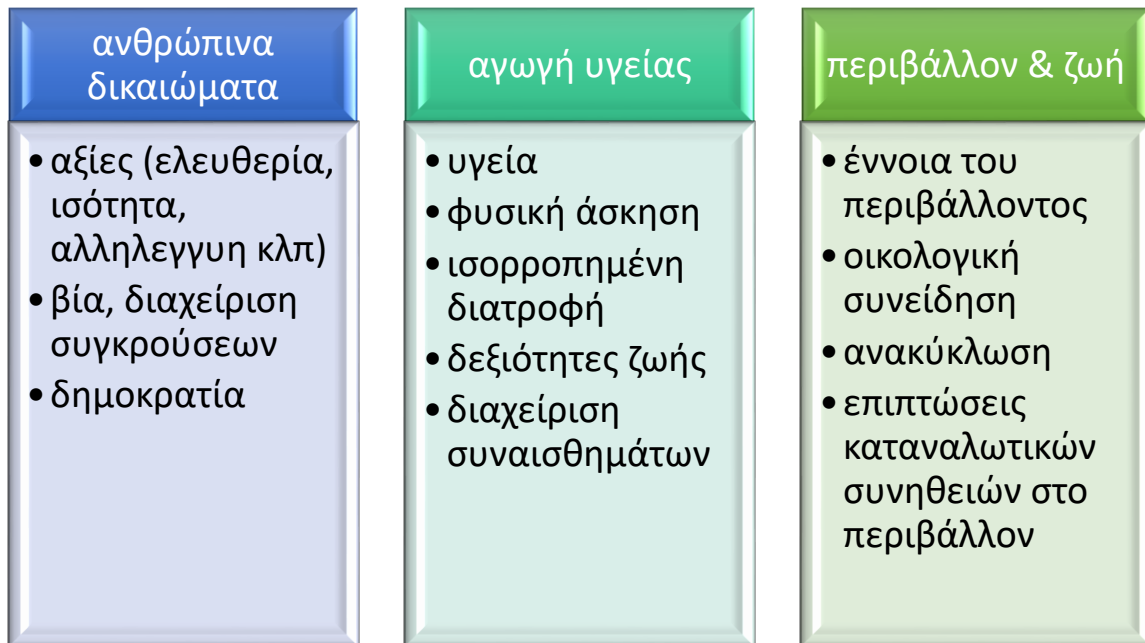 ανθρώπινα
δικαιώματα
• αξίες (ελευθερία,
ισότητα,
αλληλεγγυη κλπ)
• βία, διαχείριση
συγκρούσεων
• δημοκρατία
αγωγή υγείας
• υγεία
• φυσική άσκηση
• ισορροπημένη
διατροφή
• δεξιότητες ζωής
• διαχείριση
συναισθημάτων
περιβάλλον & ζωή
• έννοια του
περιβάλλοντος
• οικολογική
συνείδηση
• ανακύκλωση
• επιπτώσεις
καταναλωτικών
συνηθειών στο
περιβάλλον